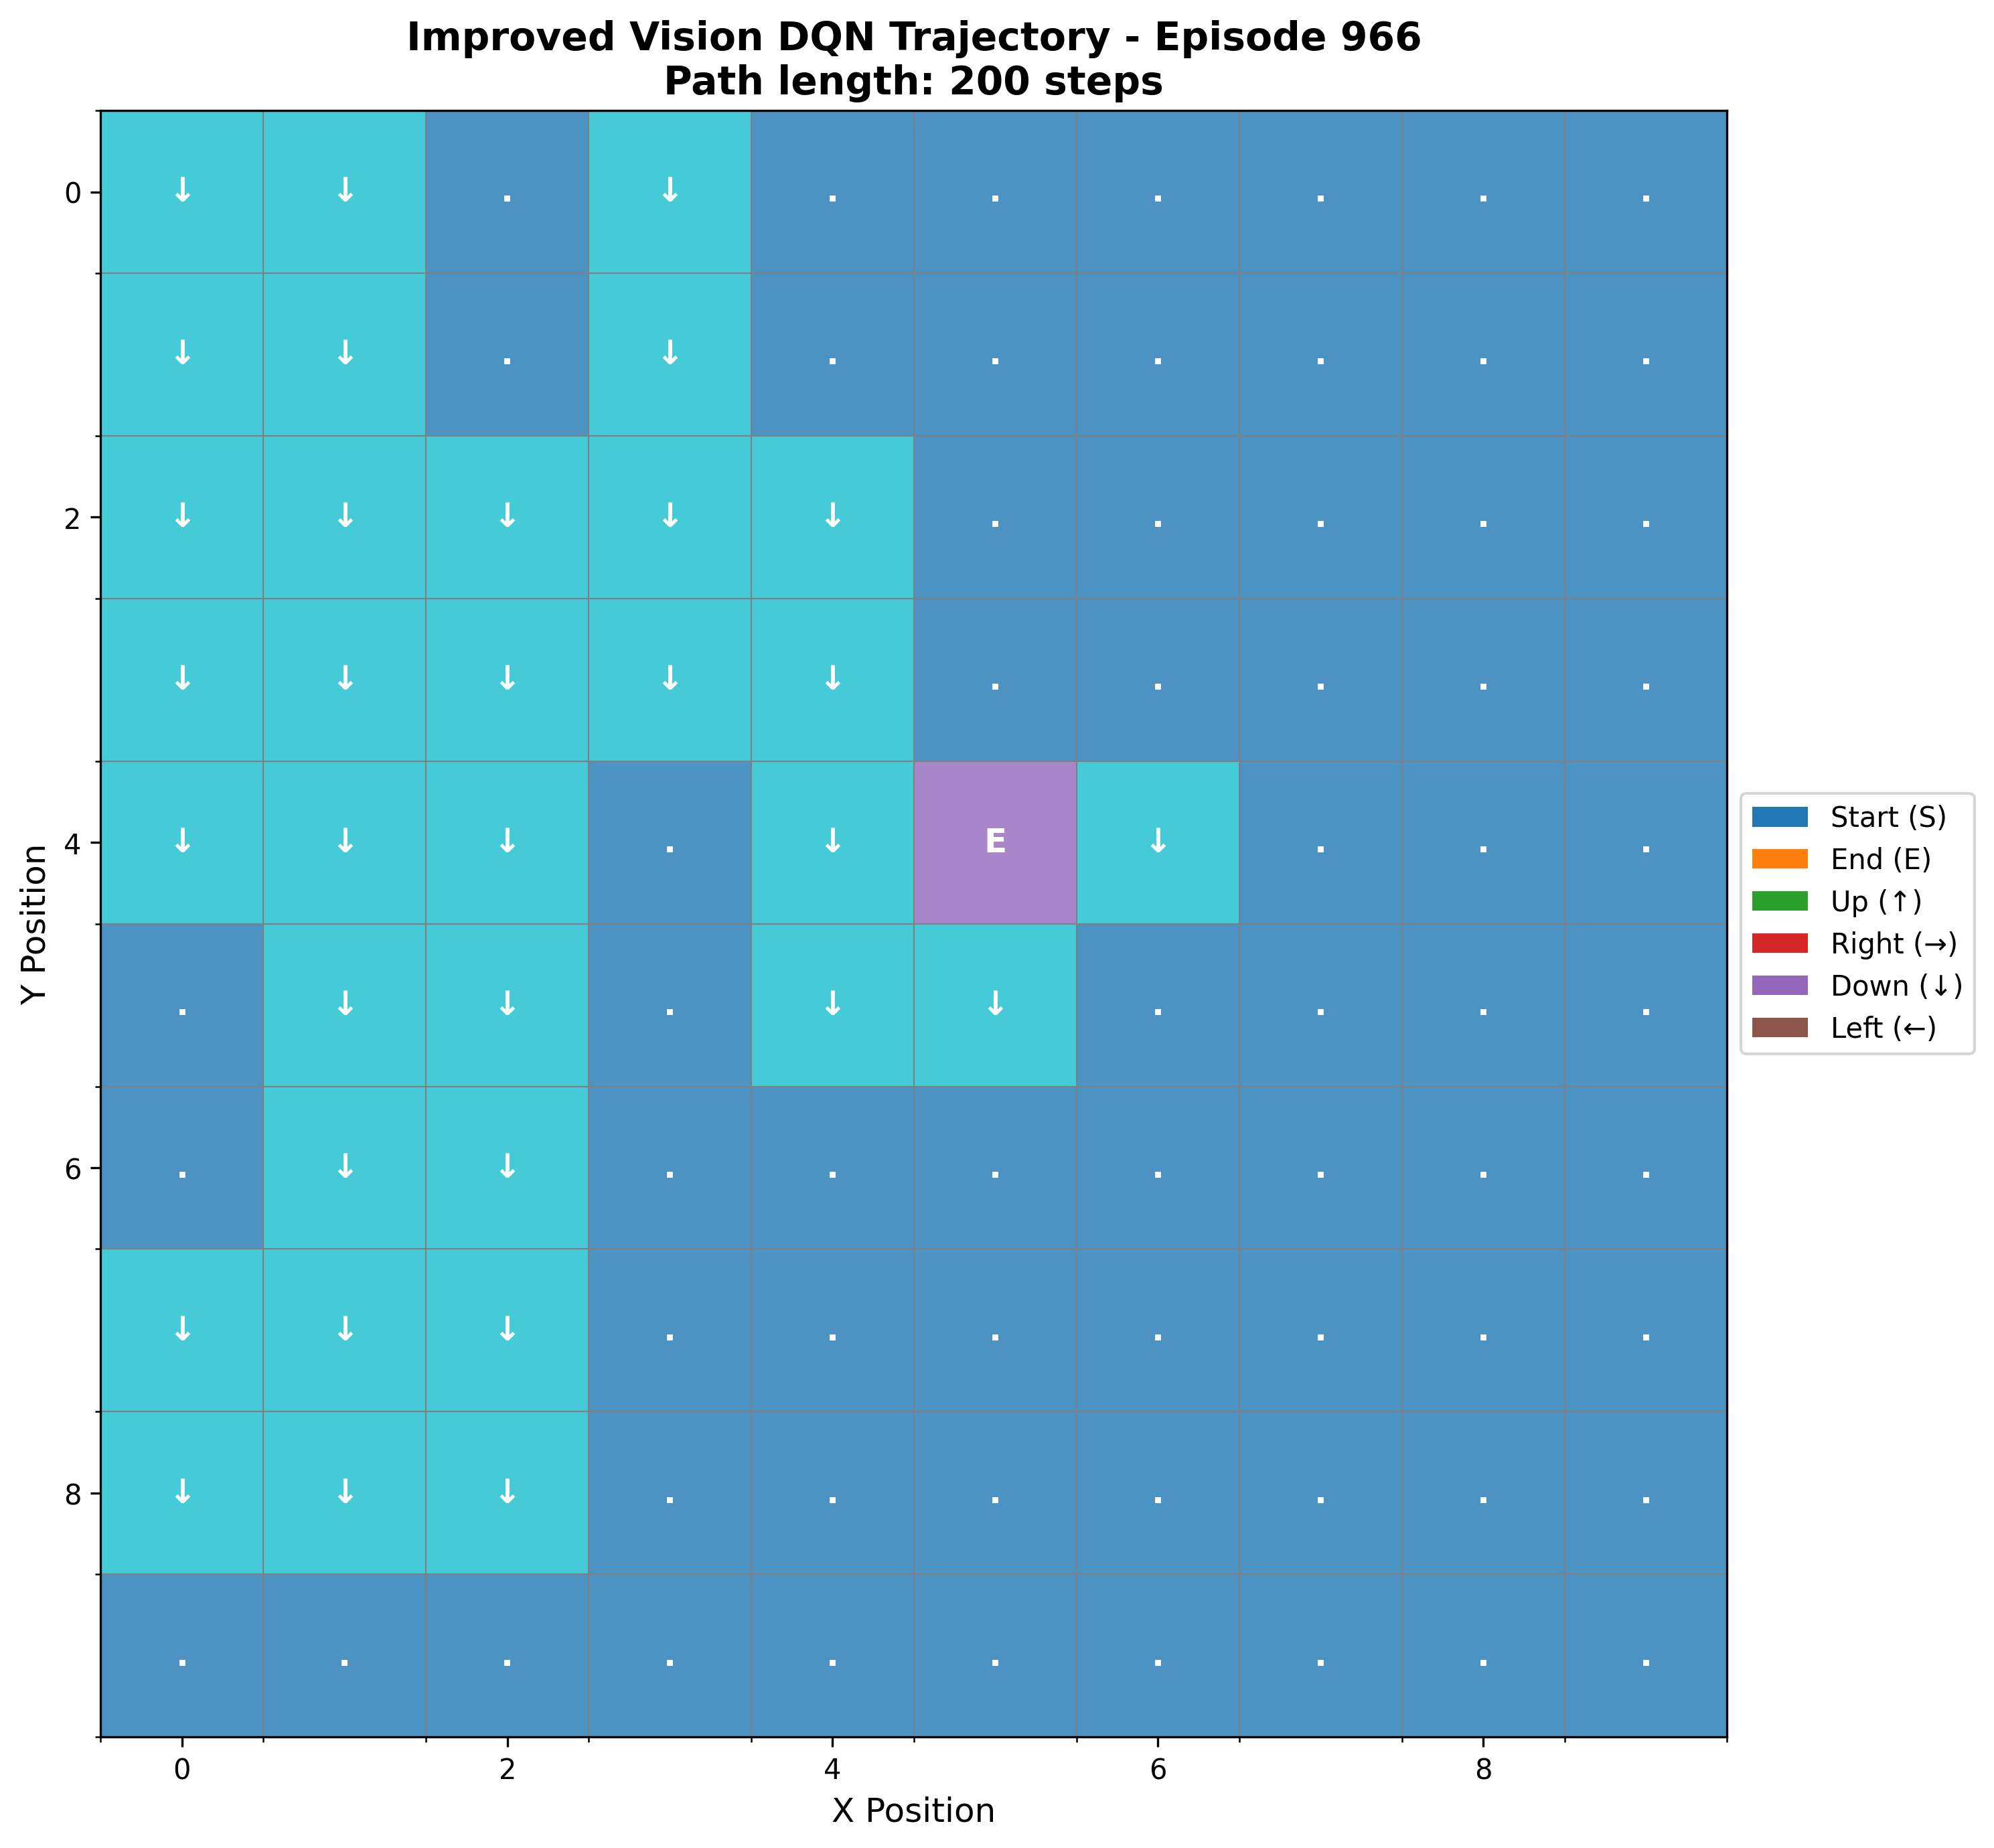 Improved Vision DQN Trajectory - Episode 966
Path length: 200 steps
0 ↓ ↓ . ↓ . . . . . .
↓ ↓ . ↓ . . . . . .
2 ↓ ↓ ↓ ↓ ↓ . . . . .
↓ ↓ ↓ ↓ ↓ . . . . .
4 ↓ ↓ ↓ . ↓ E ↓ . . .
. ↓ ↓ . ↓ ↓ . . . .
6 . ↓ ↓ . . . . . . .
↓ ↓ ↓ . . . . . . .
8 ↓ ↓ ↓ . . . . . . .
. . . . . . . . . .
0 2 4 6 8
X Position
Y Position
Start (S)
End (E)
Up (↑)
Right (→)
Down (↓)
Left (←)